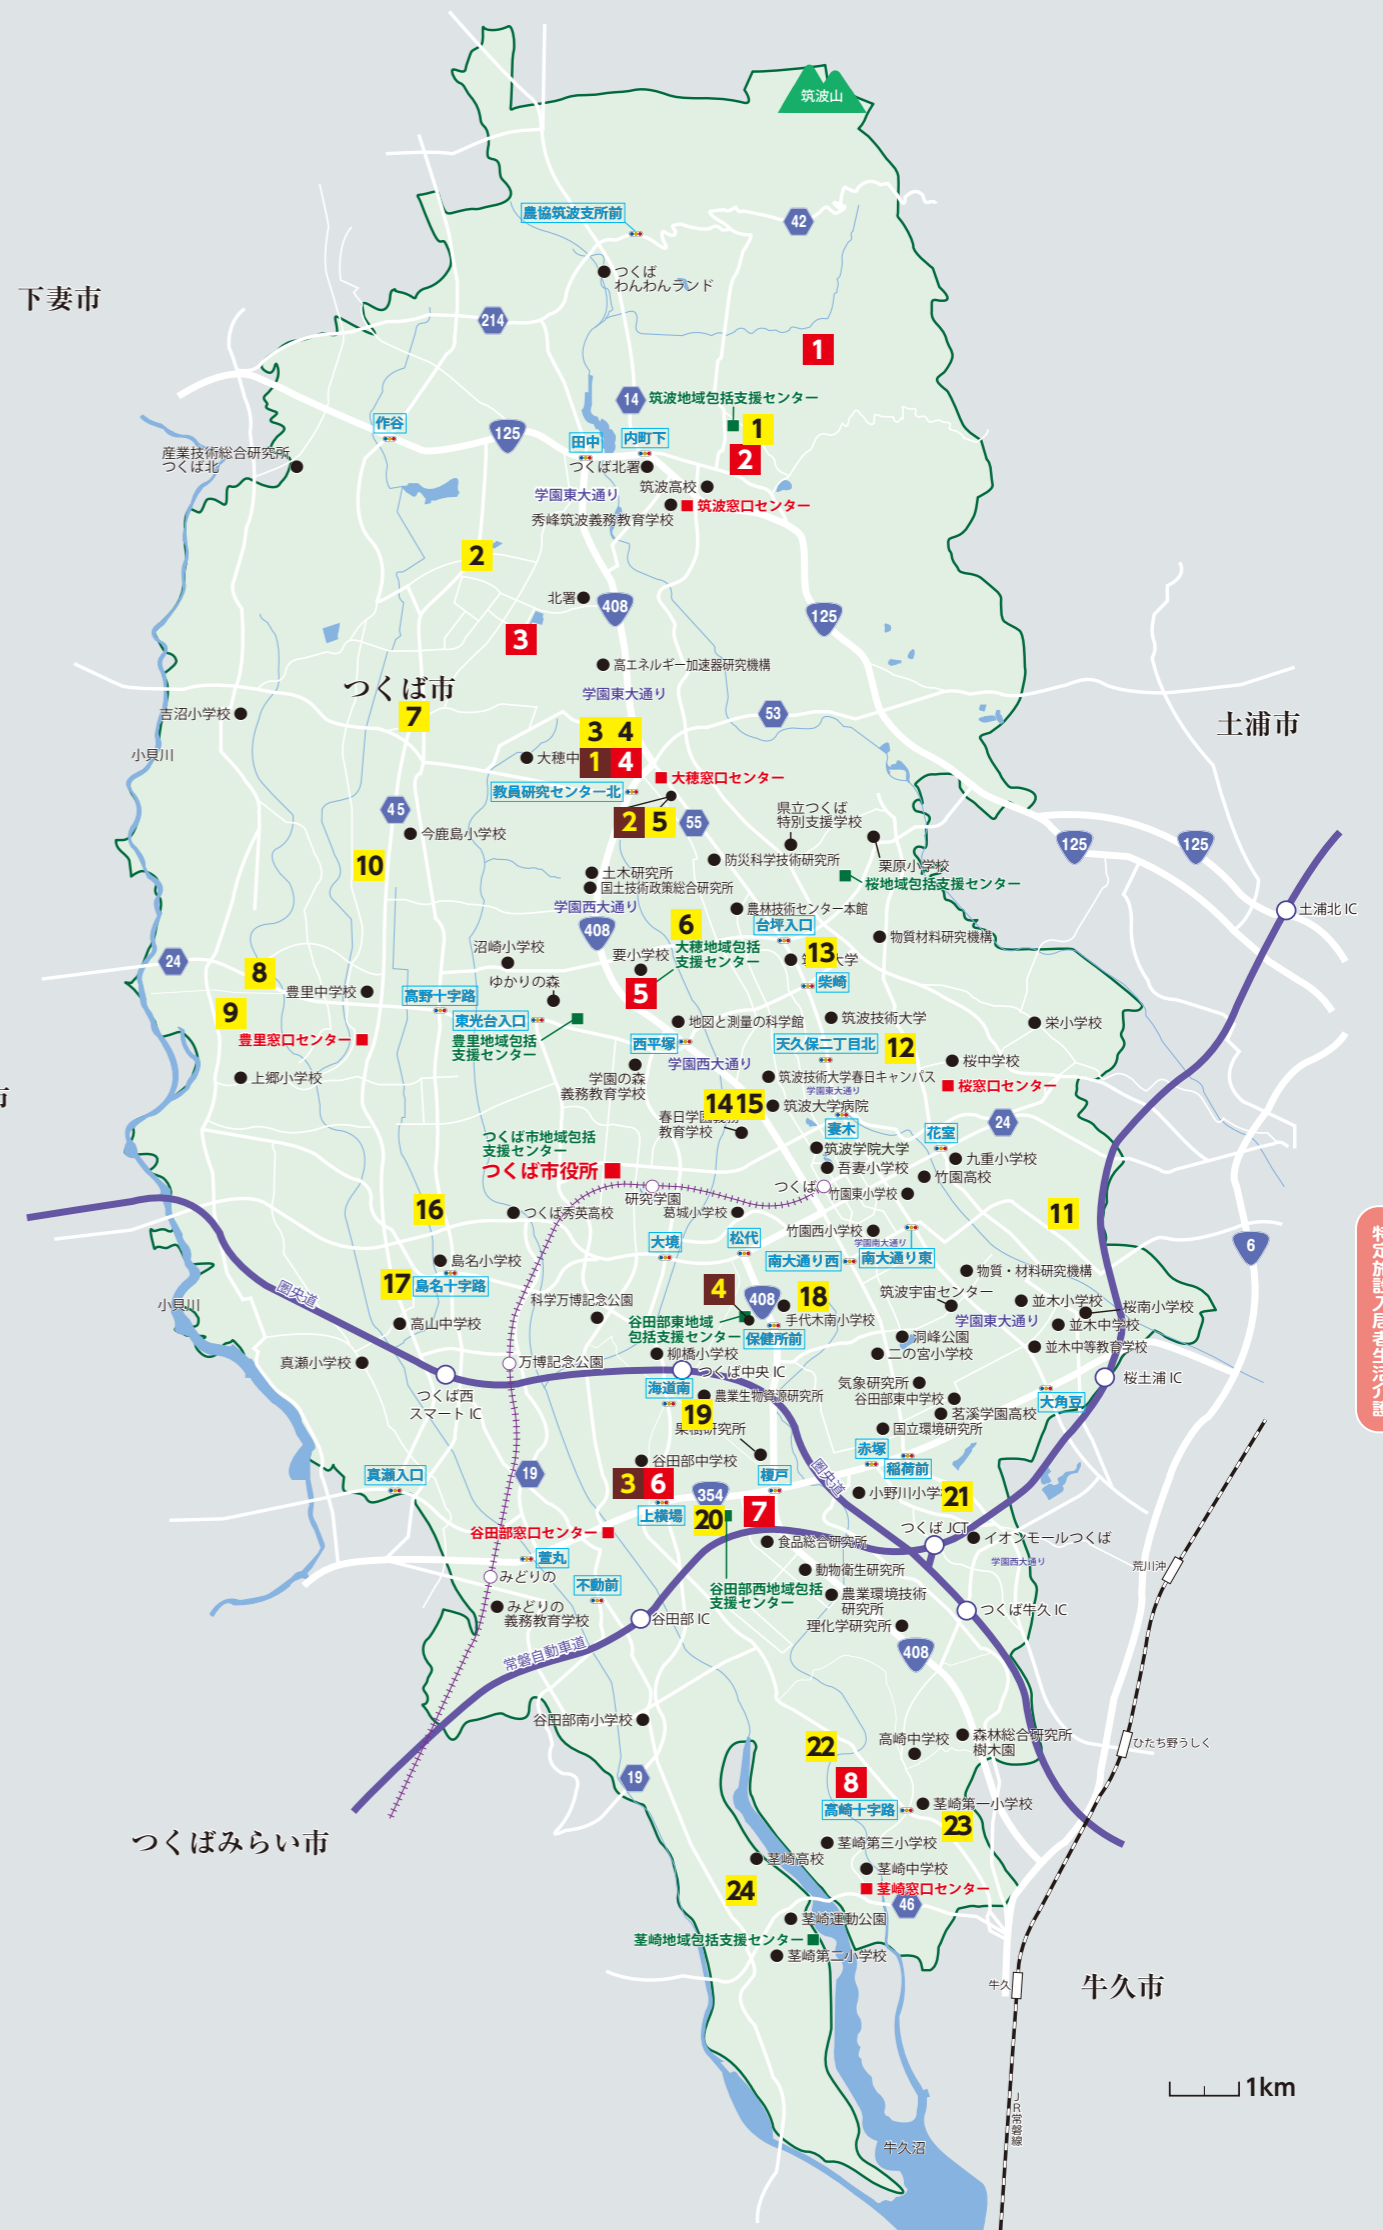 筑波山
農協筑波支所前
42
つくば
わんわんランド
下妻市
214
1
14
筑波地域包括支援センター
作谷
125
田中
内町下
1
2
産業技術総合研究所
つくば北
つくば北署
筑波高校
学園東大通り
筑波窓口センター
秀峰筑波義務教育学校
2
北署
408
125
3
高エネルギー加速器研究機構
つくば市
学園東大通り
7
吉沼小学校
53
土浦市
小貝川
3
4
大穂中
1
4
大穂窓口センター
教員研究センター北
45
2
5
55
県立つくば
特別支援学校
今鹿島小学校
125
125
10
防災科学技術研究所
栗原小学校
土木研究所
国土技術政策総合研究所
桜地域包括支援センター
学園西大通り
農林技術センター本館
土浦北 IC
408
6
台坪入口
物質材料研究機構
沼崎小学校
要小学校
大穂地域包括
支援センター
13
大学
24
8
ゆかりの森
柴崎
豊里中学校
高野十字路
5
9
東光台入口
地図と測量の科学館
筑波技術大学
栄小学校
豊里窓口センター
豊里地域包括
支援センター
西平塚
天久保二丁目北
12
学園西大通り
桜中学校
上郷小学校
学園の森
義務教育学校
筑波技術大学春日キャンパス
桜窓口センター
学園東大通り
14
15
筑波大学病院
春日学園義務
教育学校
妻木
花室
24
つくば市地域包括
支援センター
筑波学院大学
九重小学校
つくば市役所
吾妻小学校
竹園高校
研究学園
つくば
竹園東小学校
16
つくば秀英高校
葛城小学校
11
大境
松代
竹園西小学校
学園南大通り
6
島名小学校
南大通り西
南大通り東
物質・材料研究機構
特定施設入居者生活介護
17
島名十字路
4
408
18
筑波宇宙センター
圏央道
小貝川
科学万博記念公園
並木小学校
桜南小学校
高山中学校
谷田部東地域
包括支援センター
手代木南小学校
学園東大通り
並木中学校
保健所前
洞峰公園
真瀬小学校
万博記念公園
柳橋小学校
二の宮小学校
並木中等教育学校
つくば中央 IC
つくば西
スマート IC
海道南
農業生物資源研究所
気象研究所
桜土浦 IC
谷田部東中学校
大角豆
19
茗溪学園高校
果樹研究所
国立環境研究所
赤塚
谷田部中学校
稲荷前
真瀬入口
19
榎戸
圏央道
3
6
354
小野川小学
21
上横場
20
7
谷田部窓口センター
つくば JCT
食品総合研究所
イオンモールつくば
萱丸
学園西大通り
荒川沖
みどりの
動物衛生研究所
不動前
谷田部西地域包括
支援センター
農業環境技術
研究所
つくば牛久 IC
みどりの
義務教育学校
谷田部 IC
理化学研究所
常磐自動車道
408
谷田部南小学校
22
高崎中学校
森林総合研究所
樹木園
ひたち野うしく
19
8
高崎十字路
茎崎第一小学校
23
つくばみらい市
茎崎第三小学校
茎崎高校
茎崎中学校
24
茎崎窓口センター
46
茎崎運動公園
茎崎地域包括支援センター
茎崎第二小学校
牛久
牛久市
1km
JR常磐線
牛久沼